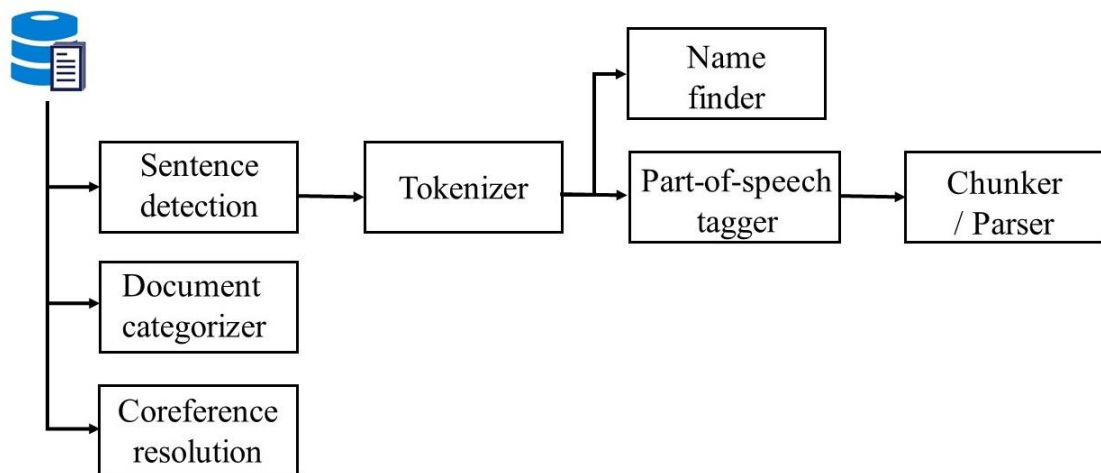 Name
finder
Sentence
detection
Tokenizer
Part-of-speech
tagger
Chunker
/ Parser
Document
categorizer
Coreference
resolution